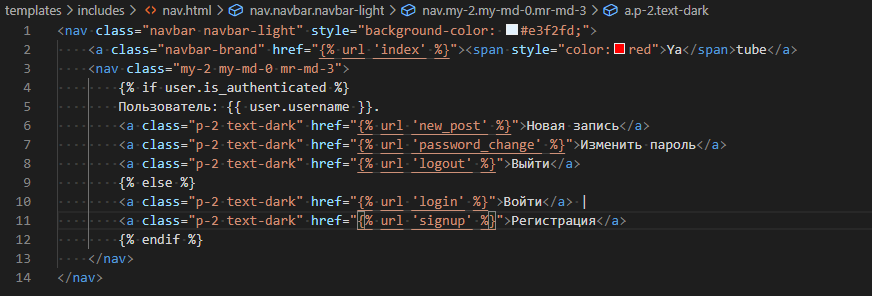 templates > includes > nav.html > nav.navbar.navbar-light > nav.my-2.my-md-0.mr-md-3 > a.p-2.text-dark
1 <nav class="navbar navbar-light" style="background-color: #e3f2fd;">
2     <a class="navbar-brand" href="{% url 'index' %}"><span style="color:red">Ya</span>tube</a>
3     <nav class="my-2 my-md-0 mr-md-3">
4         {% if user.is_authenticated %}
5         Пользователь: {{ user.username }}.
6         <a class="p-2 text-dark" href="{% url 'new_post' %}">Новая запись</a>
7         <a class="p-2 text-dark" href="{% url 'password_change' %}">Изменить пароль</a>
8         <a class="p-2 text-dark" href="{% url 'logout' %}">Выйти</a>
9         {% else %}
10         <a class="p-2 text-dark" href="{% url 'login' %}">Войти</a> |
11         <a class="p-2 text-dark" href="{% url 'signup' %}">Регистрация</a>
12         {% endif %}
13     </nav>
14 </nav>